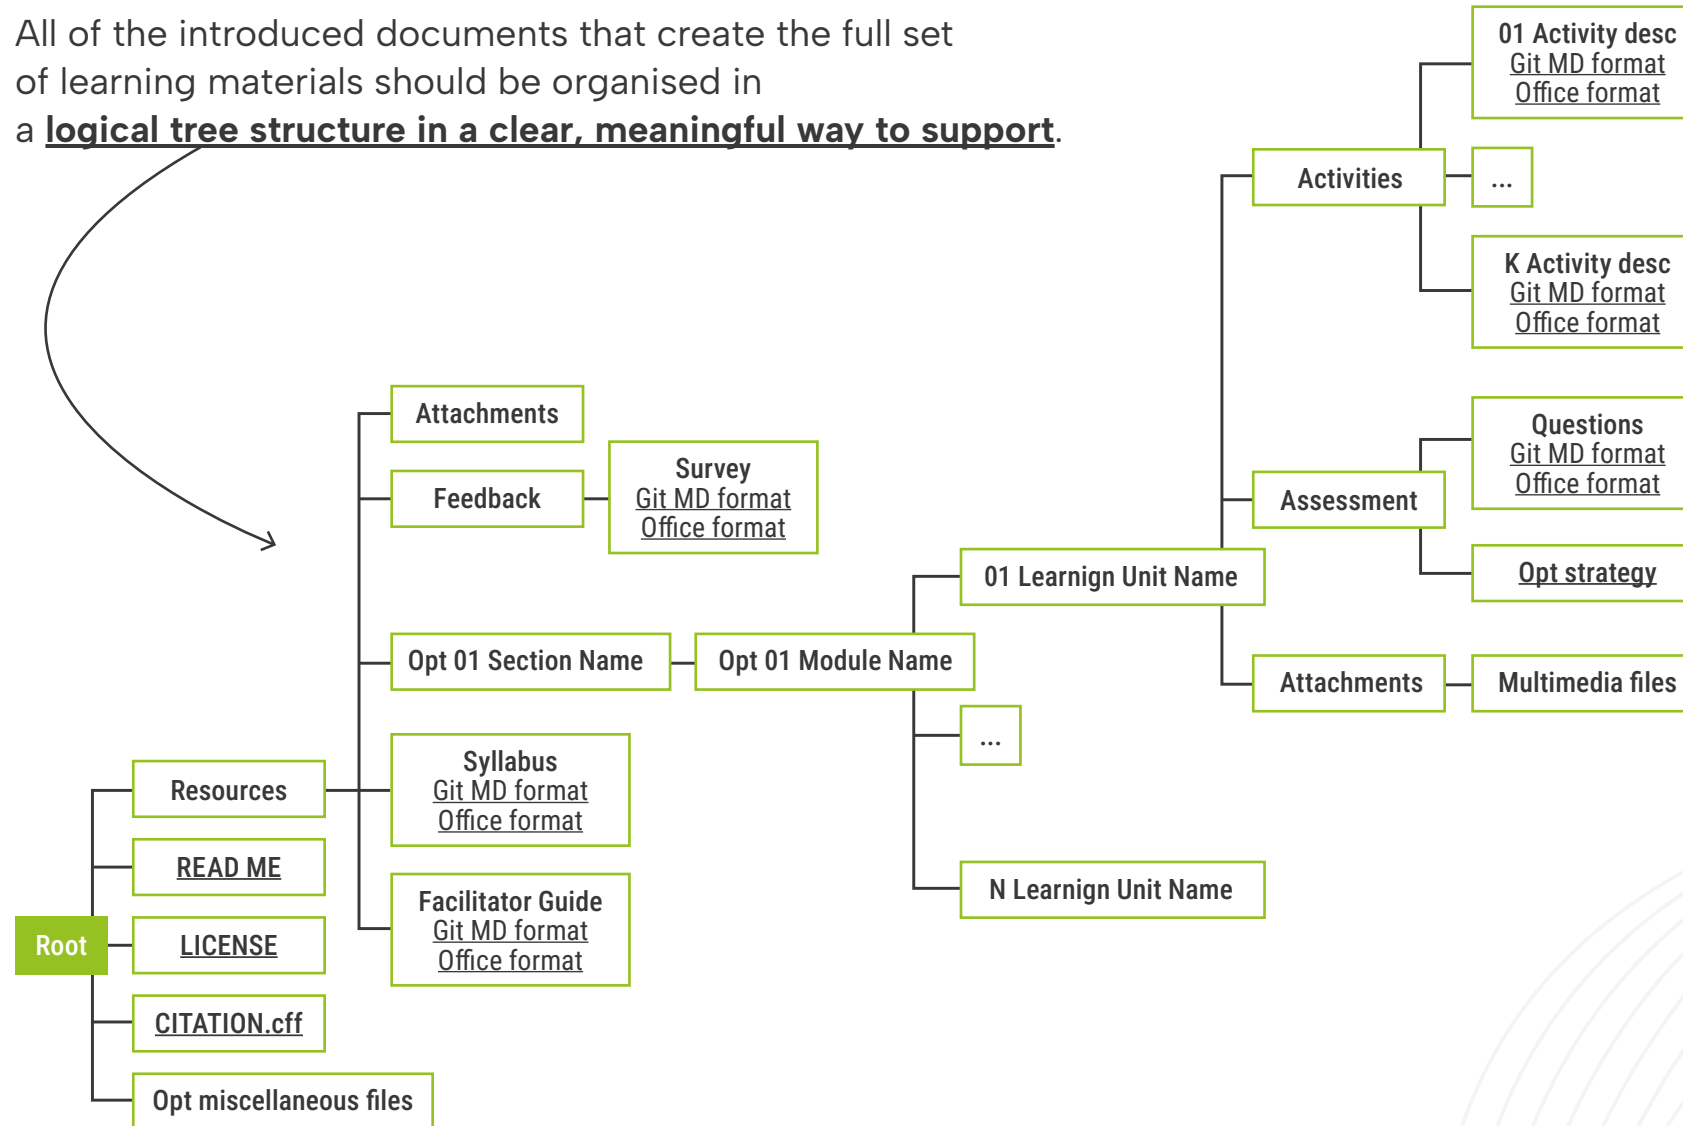 All of the introduced documents that create the full set
of learning materials should be organised in
a logical tree structure in a clear, meaningful way to support.
01 Activity desc
Git MD format
Office format
Activities
...
K Activity desc
Git MD format
Office format
Attachments
Feedback
Survey
Git MD format
Office format
Questions
Git MD format
Office format
Assessment
Opt strategy
01 Learnign Unit Name
Opt 01 Section Name
Opt 01 Module Name
Attachments
Multimedia files
...
Syllabus
Git MD format
Office format
Resources
READ ME
Facilitator Guide
Git MD format
Office format
N Learnign Unit Name
Root
LICENSE
CITATION.cff
Opt miscellaneous files